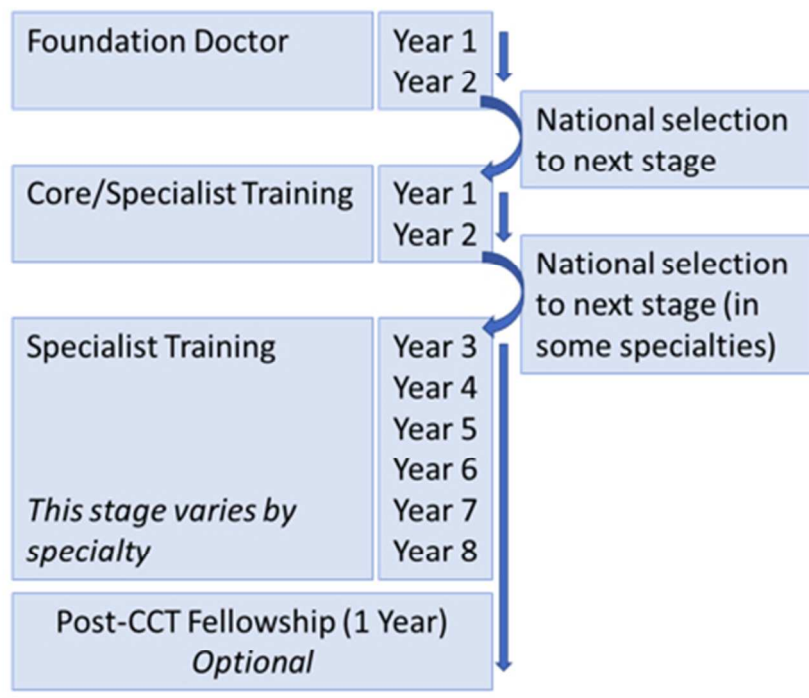 Foundation Doctor
Year 1
Year 2
National selection
to next stage
Core/Specialist Training
Year 1
Year 2
National selection
to next stage (in
some specialties)
Specialist Training
This stage varies by
specialty
Year 3
Year 4
Year 5
Year 6
Year 7
Year 8
Post-CCT Fellowship (1 Year)
Optional